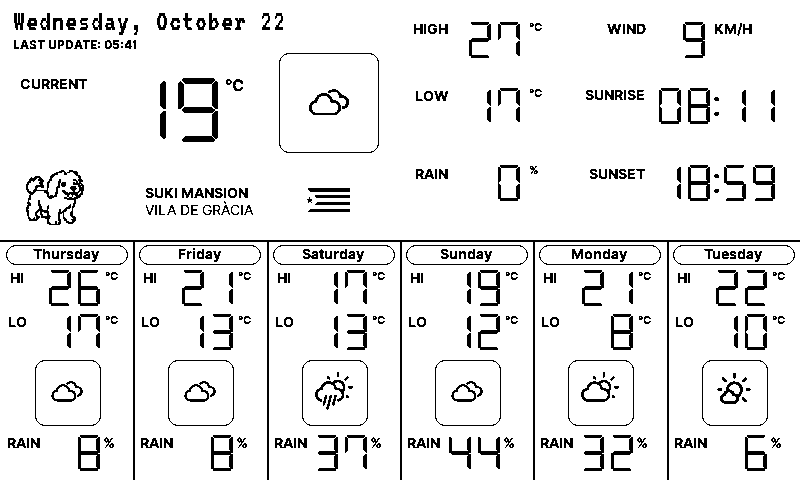 Wednesday, October 22
LAST UPDATE: 05:41
CURRENT 19 °C
HIGH 27 °C
LOW 17 °C
RAIN 0 %
WIND 9 KM/H
SUNRISE 08:11
SUNSET 18:59
SUKI MANSION
VILA DE GRÀCIA
Thursday
HI 26 °C
LO 17 °C
RAIN 8 %
Friday
HI 21 °C
LO 13 °C
RAIN 8 %
Saturday
HI 17 °C
LO 13 °C
RAIN 37 %
Sunday
HI 19 °C
LO 12 °C
RAIN 44 %
Monday
HI 21 °C
LO 8 °C
RAIN 32 %
Tuesday
HI 22 °C
LO 10 °C
RAIN 6 %